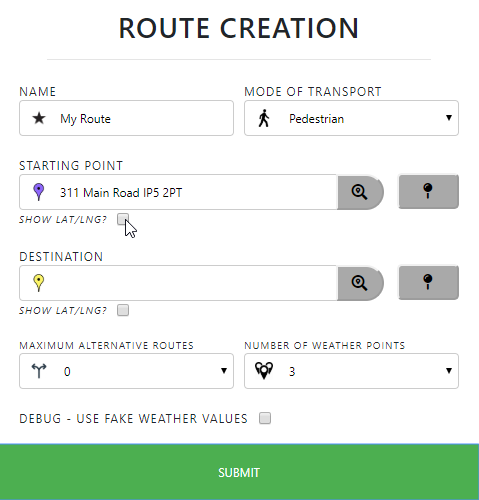 ROUTE CREATION
NAME
MODE OF TRANSPORT
My Route
Pedestrian
STARTING POINT
311 Main Road IP5 2PT
SHOW LAT/LNG?
DESTINATION
SHOW LAT/LNG?
MAXIMUM ALTERNATIVE ROUTES
NUMBER OF WEATHER POINTS
0
3
DEBUG - USE FAKE WEATHER VALUES
SUBMIT